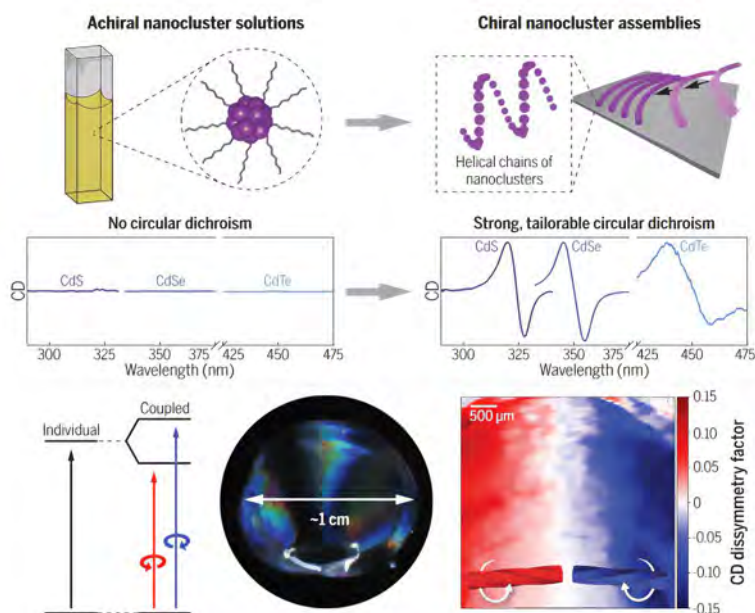 Achiral nanocluster solutions
Chiral nanocluster assemblies
Helical chains of
nanoclusters
No circular dichroism
CD
CdS
CdSe
CdTe
300
325
350
375
425
450
475
Wavelength (nm)
Strong, tailorable circular dichroism
CD
CdS
CdSe
CdTe
300
325
350
375
425
450
475
Wavelength (nm)
Individual
Coupled
~1 cm
500 µm
0.15
0.10
0.05
0
-0.05
-0.10
-0.15
CD dissymmetry factor